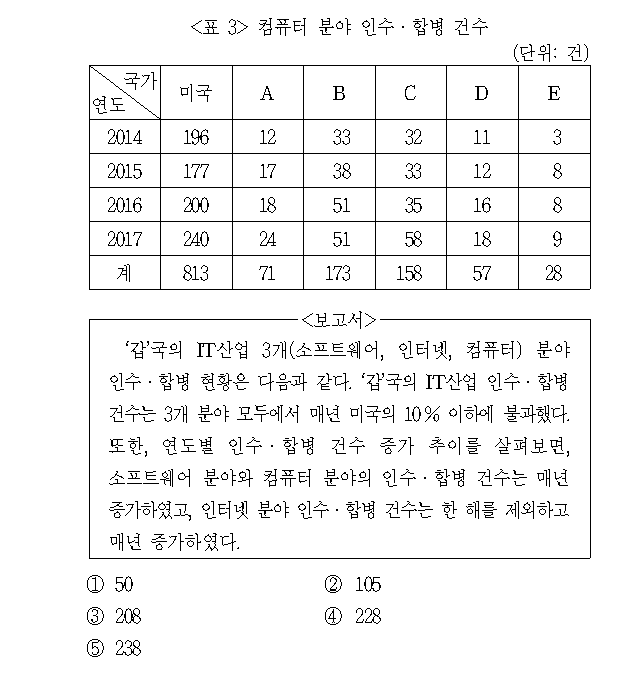 <표 3> 컴퓨터 분야 인수·합병 건수
(단위: 건)
국가
연도 미국 A B C D E
2014 196 12 33 32 11 3
2015 177 17 38 33 12 8
2016 200 18 51 35 16 8
2017 240 24 51 58 18 9
계 813 71 173 158 57 28
<보고서>
‘갑’국의 IT산업 3개(소프트웨어, 인터넷, 컴퓨터) 분야
인수·합병 현황은 다음과 같다. ‘갑’국의 IT산업 인수·합병
건수는 3개 분야 모두에서 매년 미국의 10% 이하에 불과했다.
또한, 연도별 인수·합병 건수 증가 추이를 살펴보면,
소프트웨어 분야와 컴퓨터 분야의 인수·합병 건수는 매년
증가하였고, 인터넷 분야 인수·합병 건수는 한 해를 제외하고
매년 증가하였다.
① 50 ② 105
③ 208 ④ 228
⑤ 238